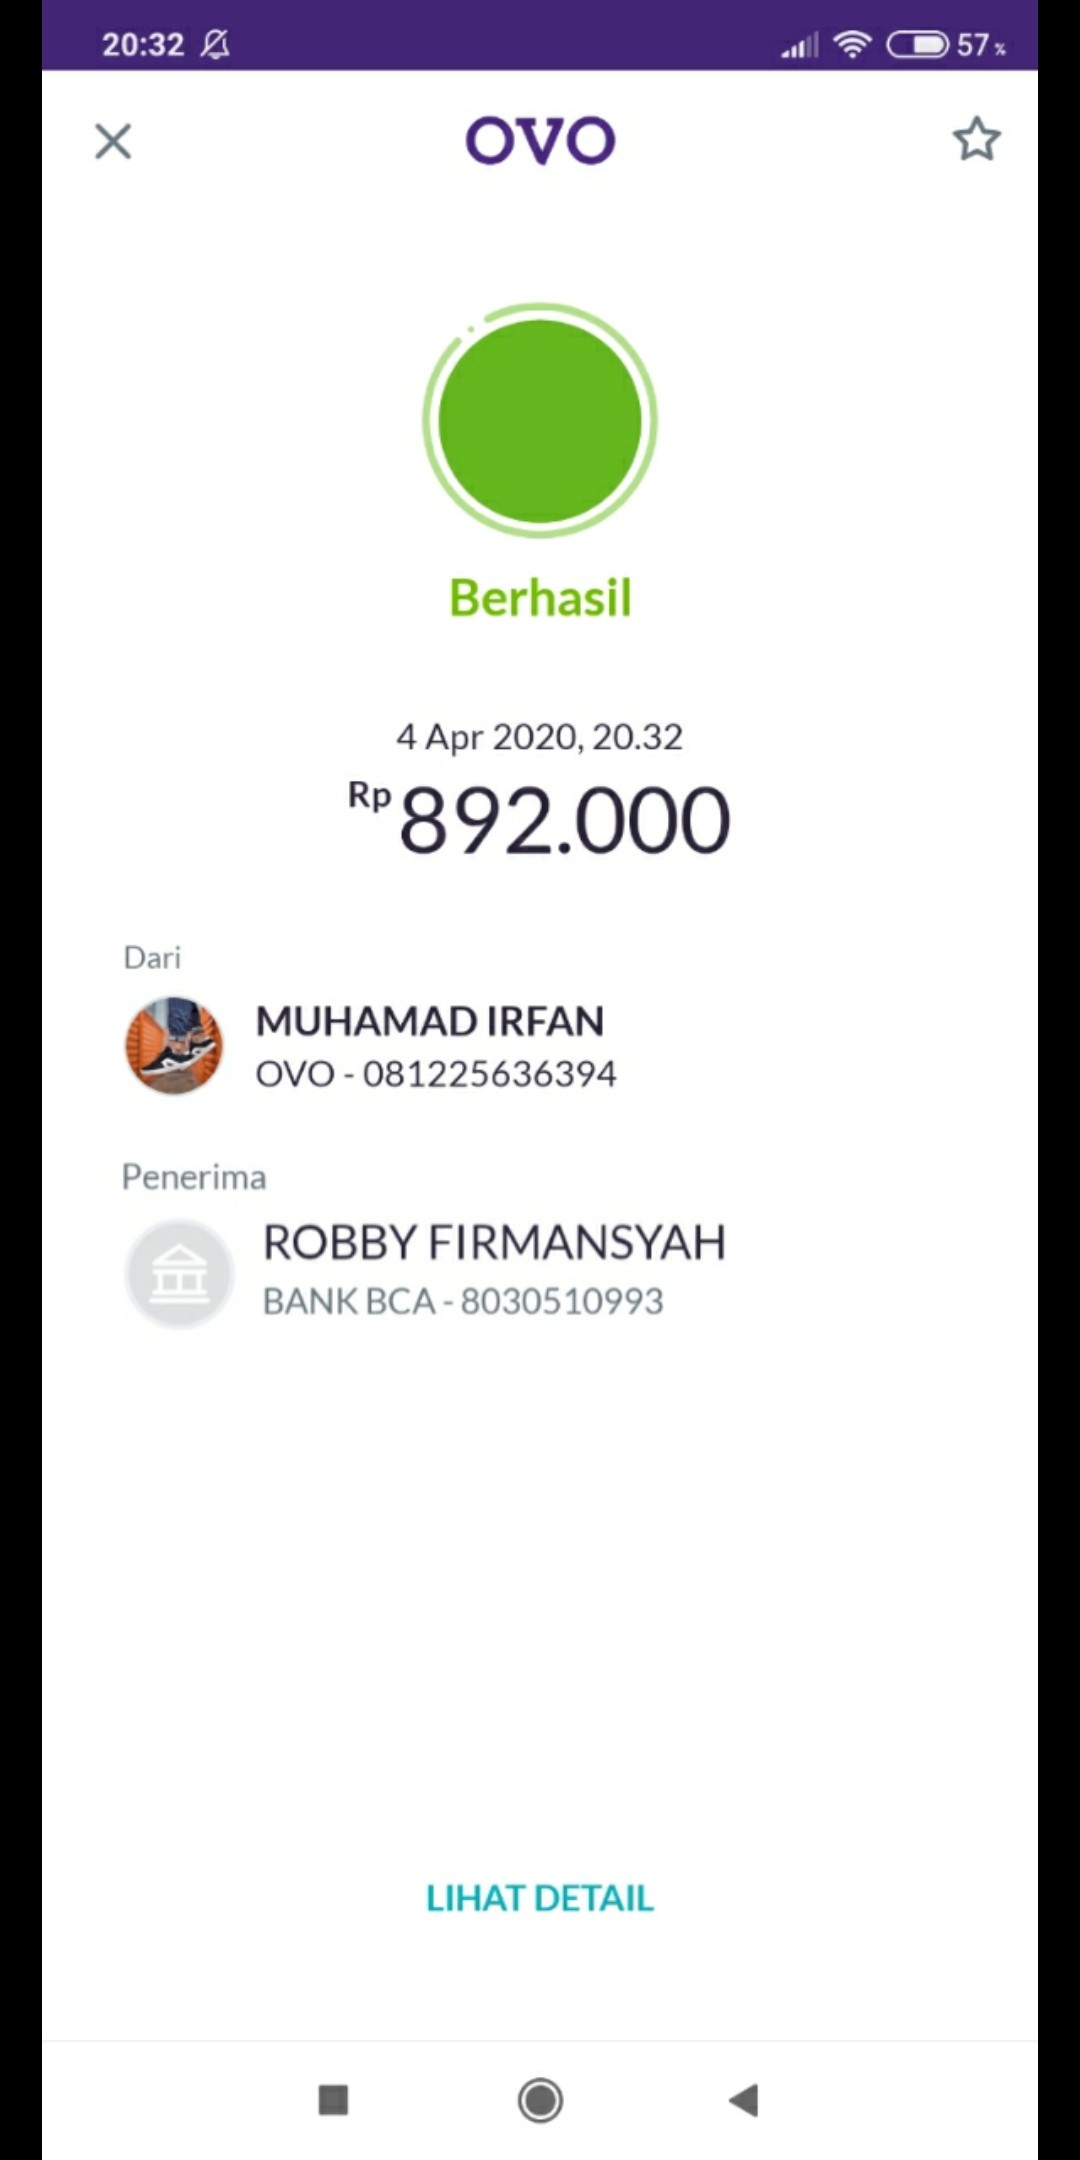 20:32
57 %
OVO
Berhasil
4 Apr 2020, 20.32
Rp 892.000
Dari
MUHAMAD IRFAN
OVO - 081225636394
Penerima
ROBBY FIRMANSYAH
BANK BCA - 8030510993
LIHAT DETAIL